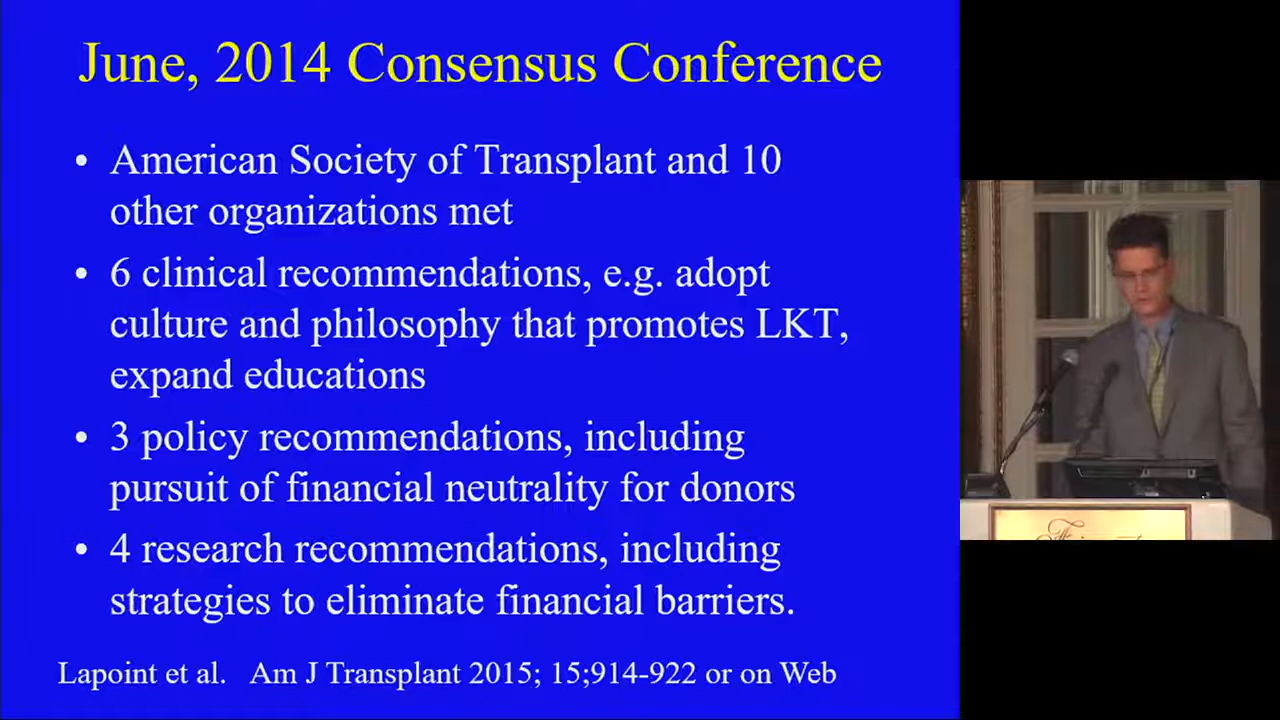 June, 2014 Consensus Conference
• American Society of Transplant and 10
other organizations met
• 6 clinical recommendations, e.g. adopt
culture and philosophy that promotes LKT,
expand educations
• 3 policy recommendations, including
pursuit of financial neutrality for donors
• 4 research recommendations, including
strategies to eliminate financial barriers.
Lapoint et al. Am J Transplant 2015; 15;914-922 or on Web